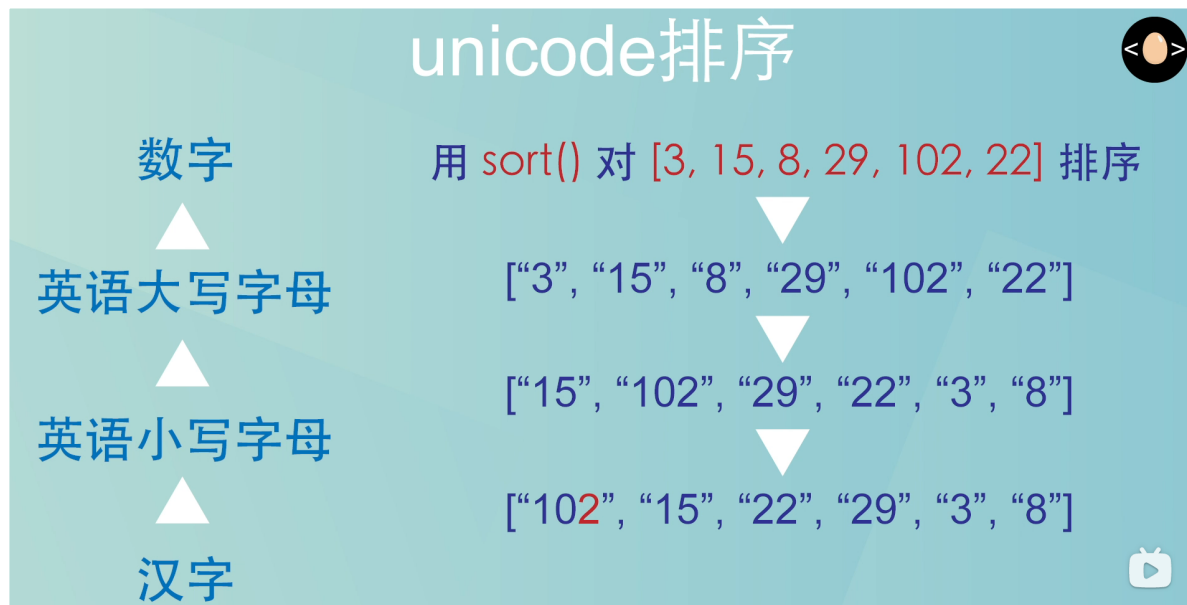 unicode排序
数字
英语大写字母
英语小写字母
汉字
用 sort() 对 [3, 15, 8, 29, 102, 22] 排序
[“3”, “15”, “8”, “29”, “102”, “22”]
[“15”, “102”, “29”, “22”, “3”, “8”]
[“102”, “15”, “22”, “29”, “3”, “8”]